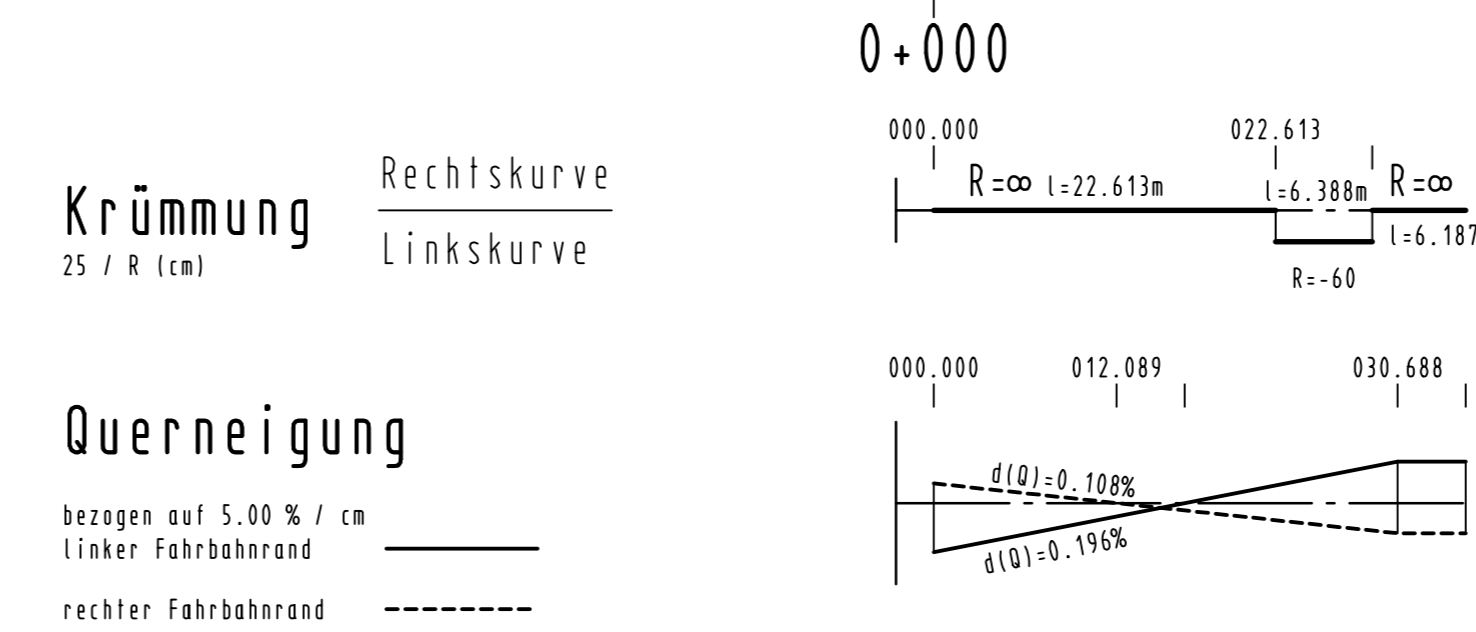 0+000
000.000 022.613
Rechtskurve
R=∞ l=22.613m l=6.388m R=∞
Krümmung
Linkskurve
l=6.187
25 / R (cm)
R=-60
000.000 012.089 030.688
Querneigung
d(Q)=0.108%
bezogen auf 5.00 % / cm
linker Fahrbahnrand
d(Q)=0.196%
rechter Fahrbahnrand